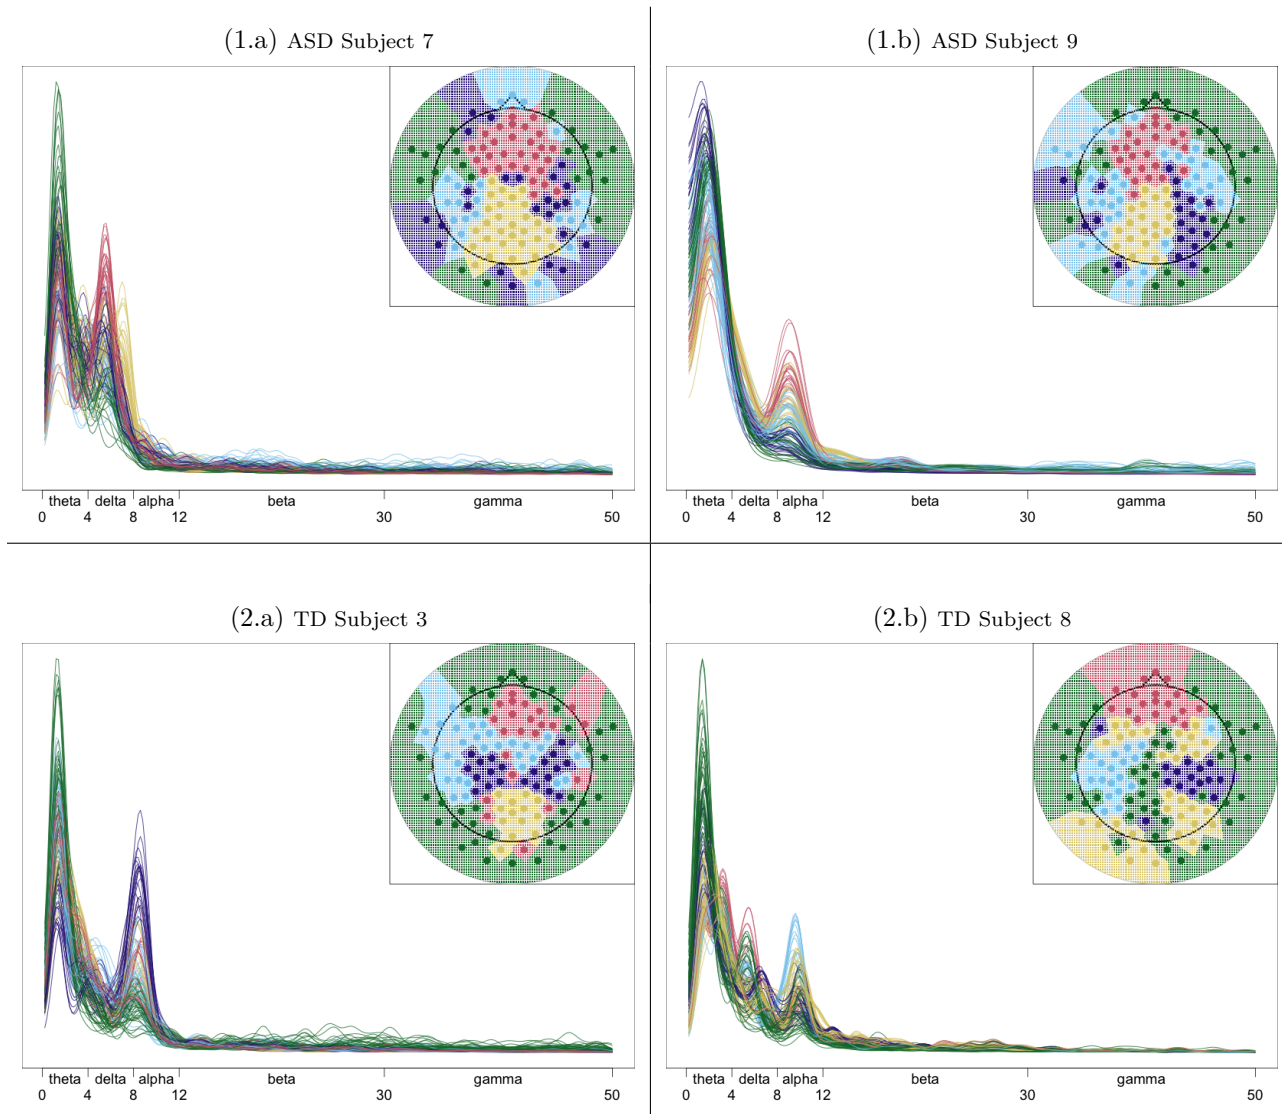 (1.a) ASD Subject 7
theta delta alpha beta gamma
0 4 8 12 30 50
(1.b) ASD Subject 9
theta delta alpha beta gamma
0 4 8 12 30 50
(2.a) TD Subject 3
theta delta alpha beta gamma
0 4 8 12 30 50
(2.b) TD Subject 8
theta delta alpha beta gamma
0 4 8 12 30 50